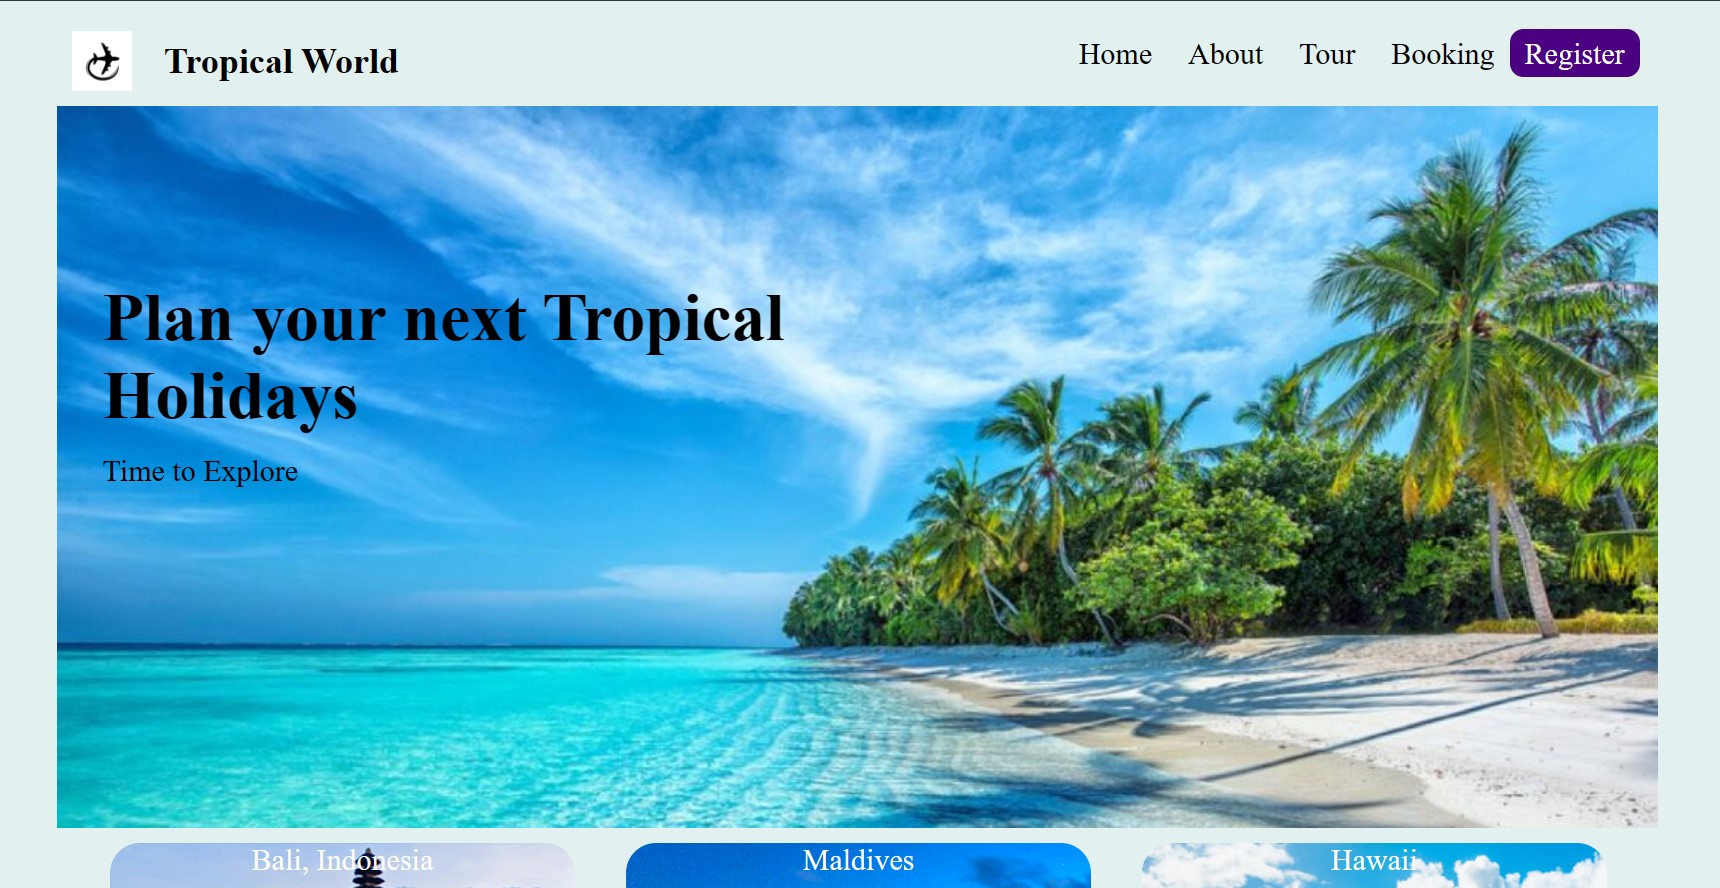 Tropical World
Home About Tour Booking Register
Plan your next Tropical
Holidays
Time to Explore
Bali, Indonesia
Maldives
Hawaii